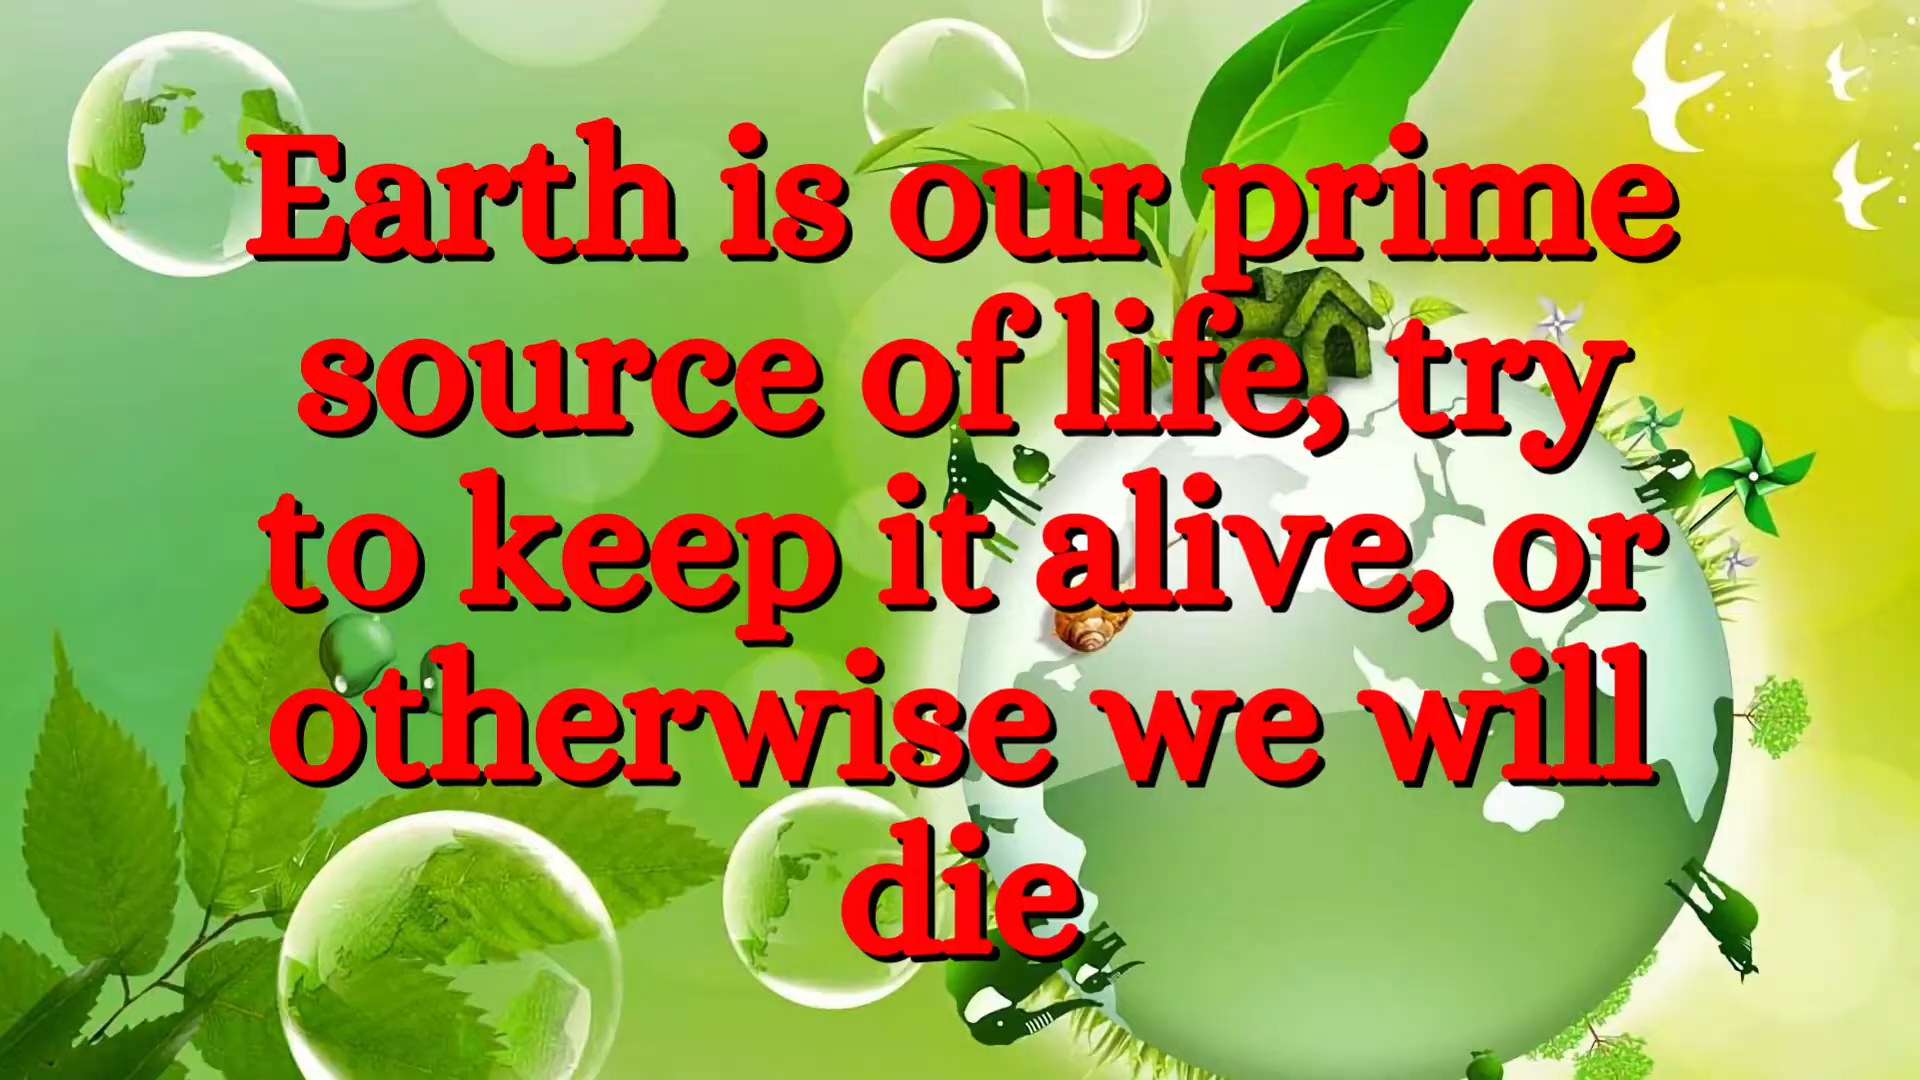 Earth is our prime
source of life, try
to keep it alive, or
otherwise we will
die